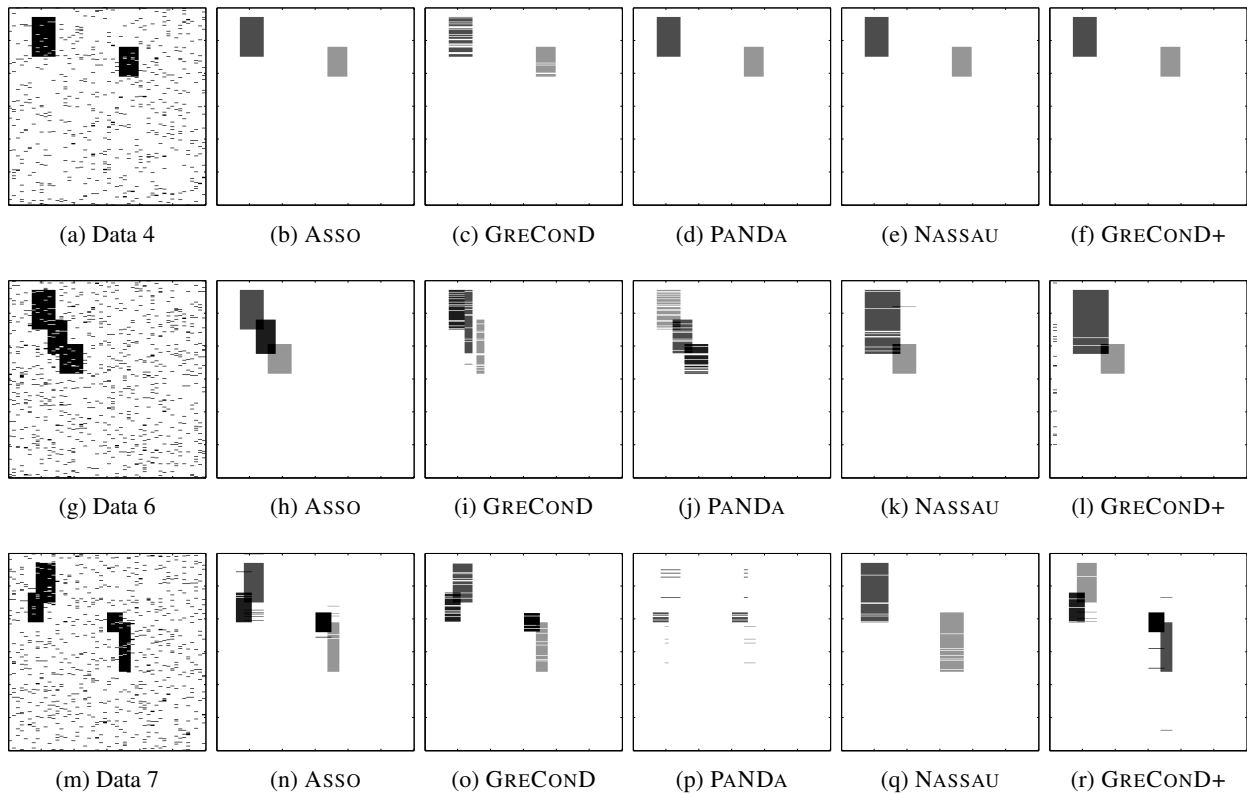 (a) Data 4 (b) ASSO (c) GRECOND (d) PANDA (e) NASSAU (f) GRECOND+
(g) Data 6 (h) ASSO (i) GRECOND (j) PANDA (k) NASSAU (l) GRECOND+
(m) Data 7 (n) ASSO (o) GRECOND (p) PANDA (q) NASSAU (r) GRECOND+